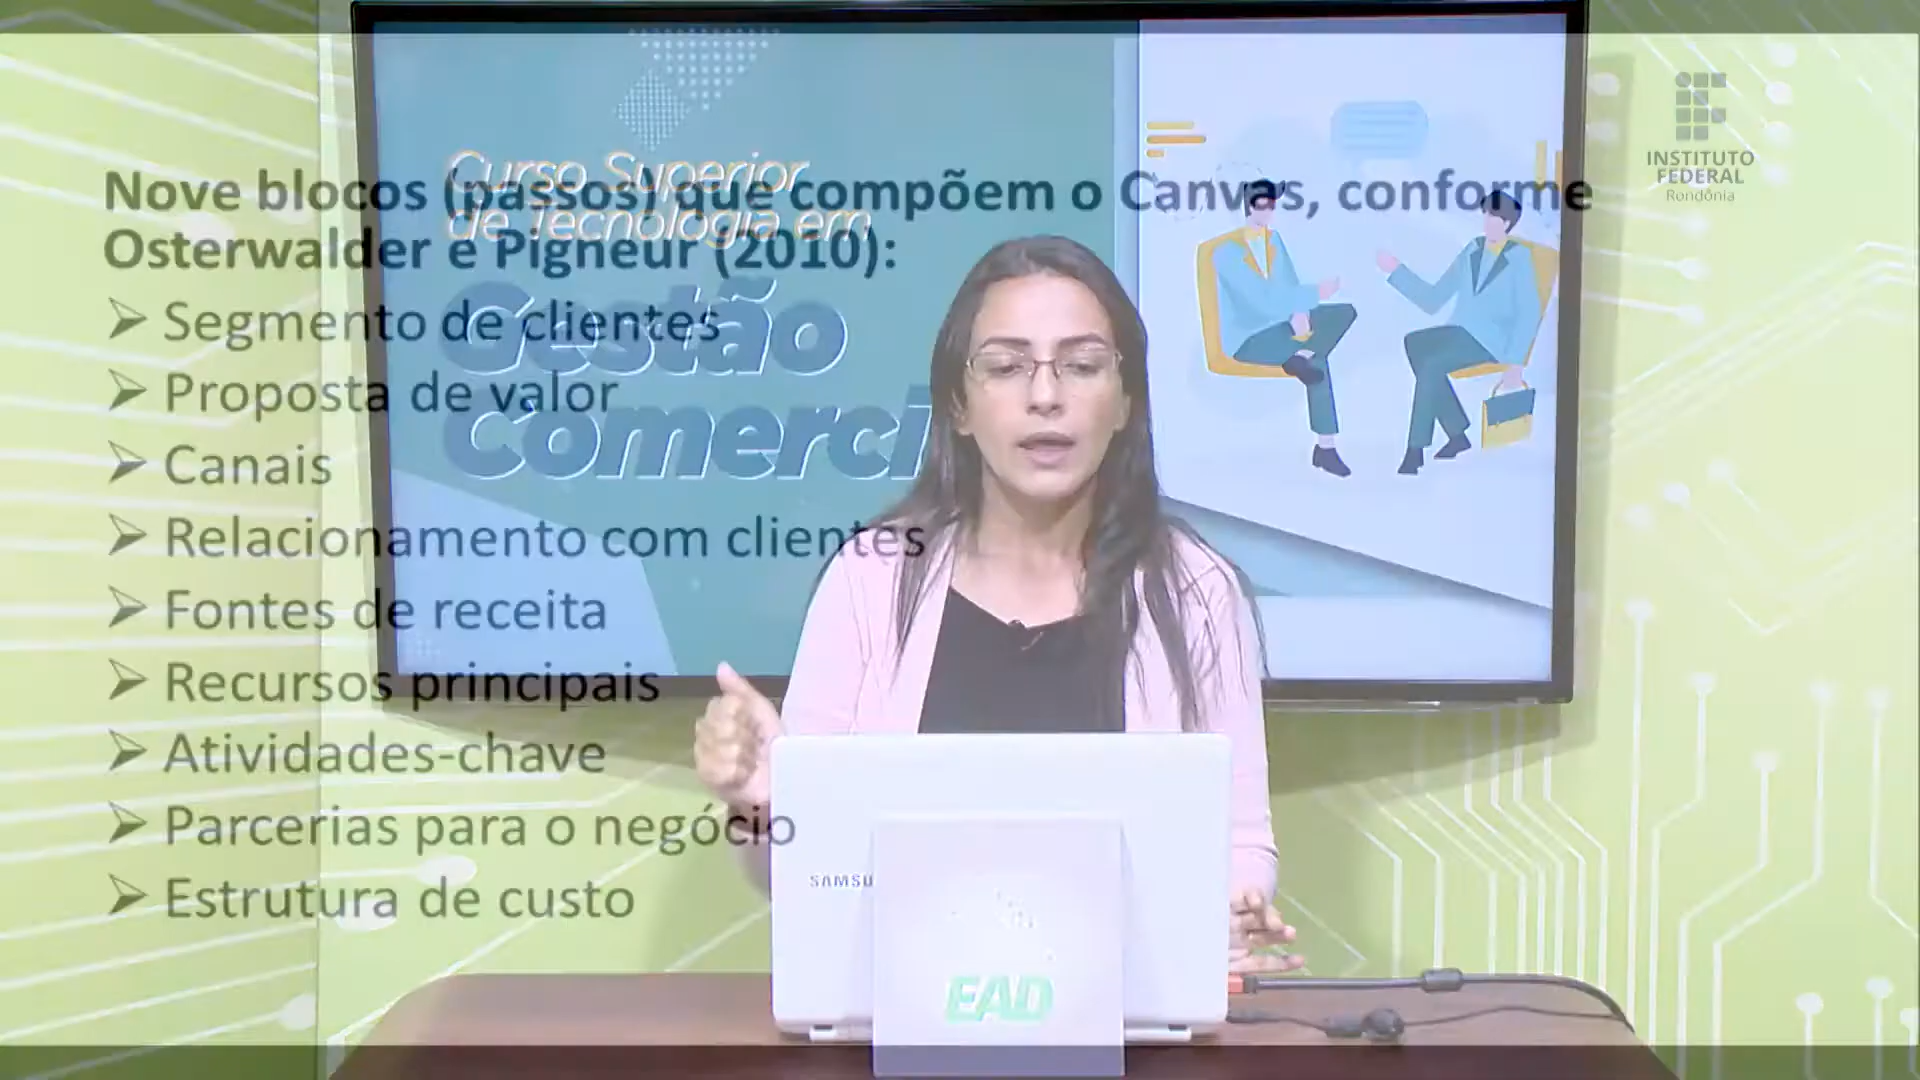 Nove blocos (passos) que compõem o Canvas, conforme
Osterwalder e Pigneur (2010):
Segmento de clientes
Proposta de valor
Canais
Relacionamento com clientes
Fontes de receita
Recursos principais
Atividades-chave
Parcerias para o negócio
Estrutura de custo
Curso Superior
de Tecnologia em
Gestão
Comerci
INSTITUTO
FEDERAL
Rondônia
SAMSU
EAD